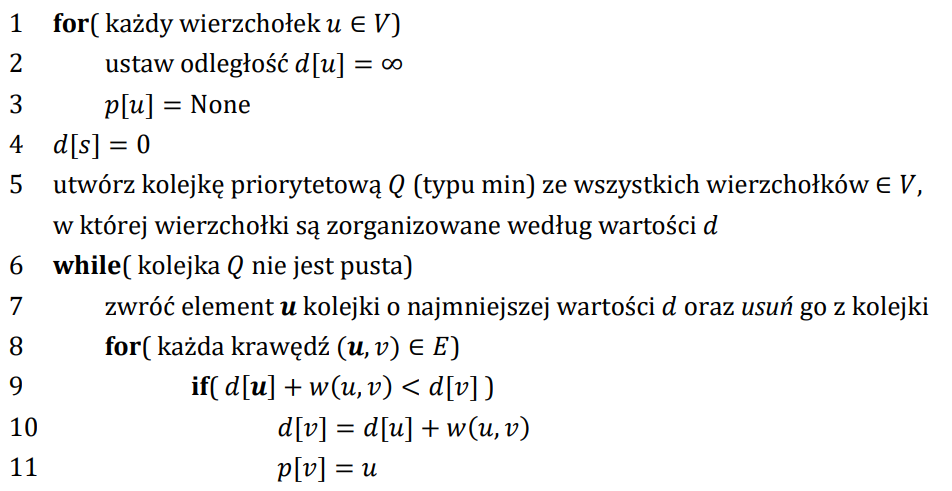 1 for( każdy wierzchołek u ∈ V)
2 ustaw odległość d[u] = ∞
3 p[u] = None
4 d[s] = 0
5 utwórz kolejkę priorytetową Q (typu min) ze wszystkich wierzchołków ∈ V,
w której wierzchołki są zorganizowane według wartości d
6 while( kolejka Q nie jest pusta)
7 zwróć element u kolejki o najmniejszej wartości d oraz usuń go z kolejki
8 for( każda krawędź (u, v) ∈ E)
9 if( d[u] + w(u, v) < d[v] )
10 d[v] = d[u] + w(u, v)
11 p[v] = u